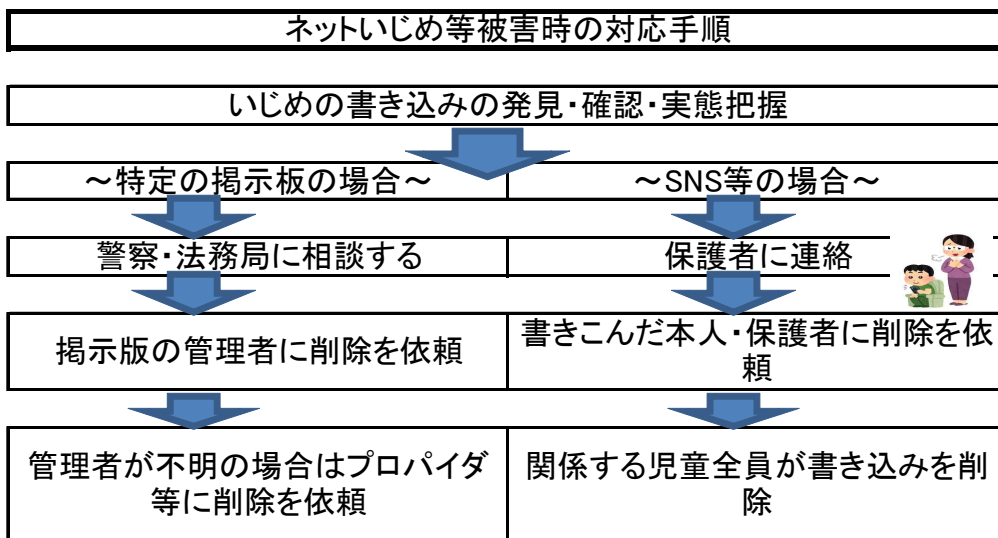 ネットいじめ等被害時の対応手順
いじめの書き込みの発見・確認・実態把握
～特定の掲示板の場合～
～SNS等の場合～
警察・法務局に相談する
保護者に連絡
掲示版の管理者に削除を依頼
書きこんだ本人・保護者に削除を依
頼
管理者が不明の場合はプロパイダ
等に削除を依頼
関係する児童全員が書き込みを削
除